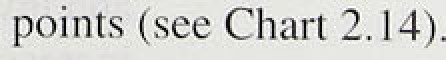 points (see Chart 2.14).